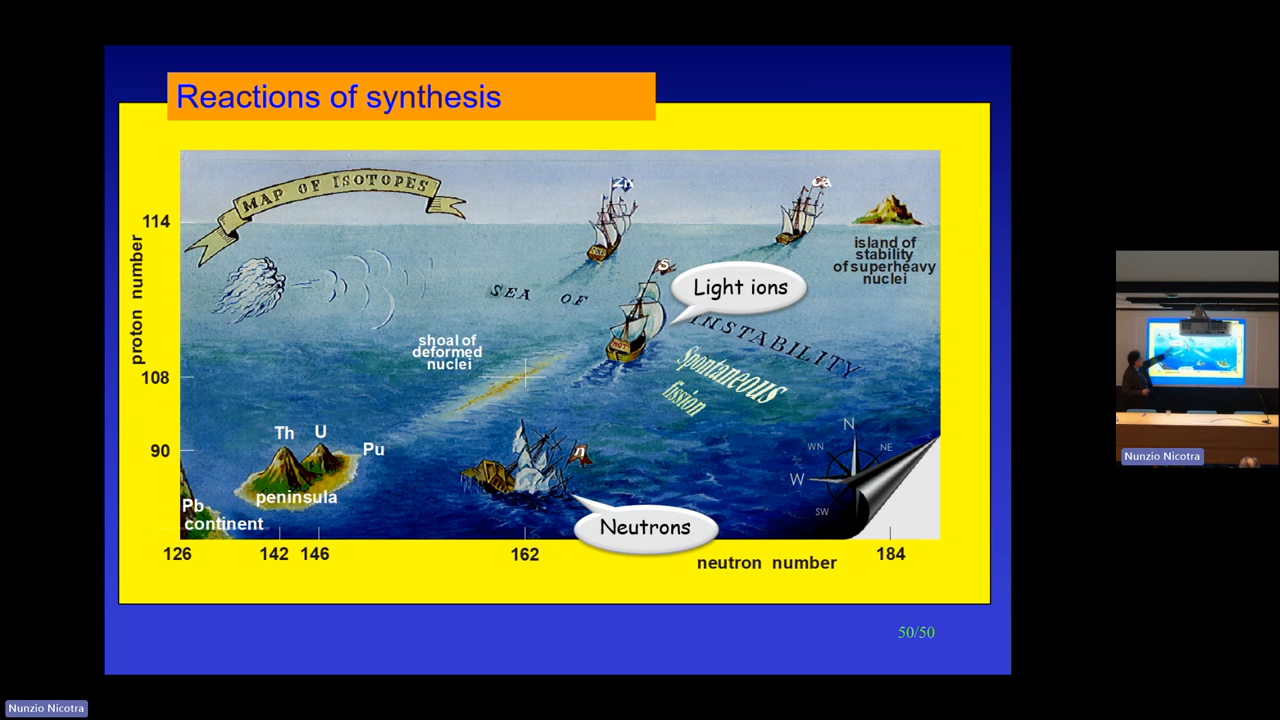 Reactions of synthesis
MAP OF ISOTOPES
114
proton number
108
90
island of
stability
of superheavy
nuclei
Light ions
SEA OF
INSTABILITY
shoal of
deformed
nuclei
Spontaneous
fission
Th U
Pu
peninsula
Pb
continent
HOT
n
S
Neutrons
N
WN NE
W
SW
126 142 146 162 184
neutron number
50/50
Nunzio Nicotra
Nunzio Nicotra